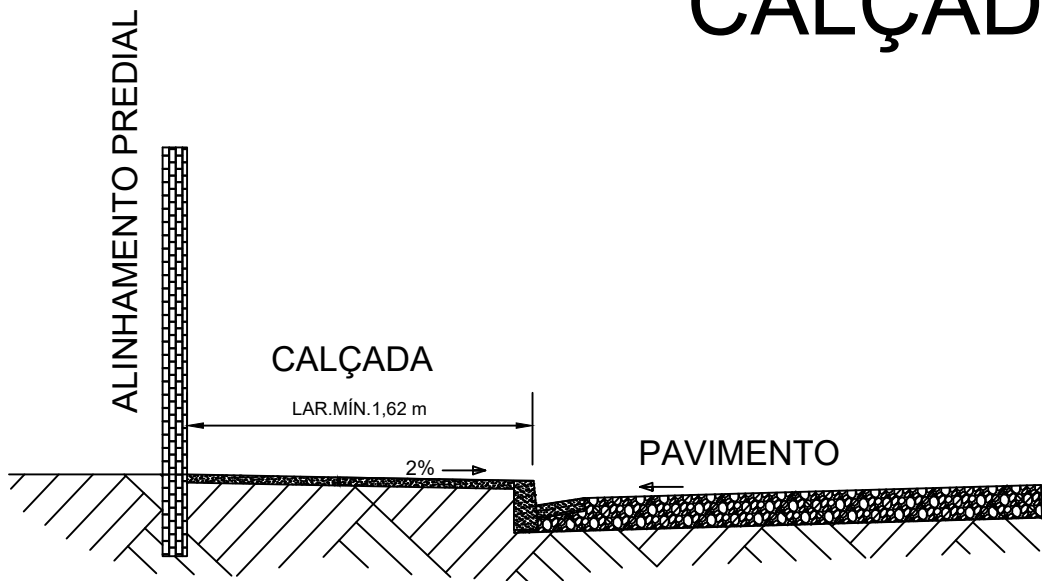 CALÇAD
ALINHAMENTO PREDIAL
CALÇADA
LAR.MÍN.1,62 m
2%
PAVIMENTO